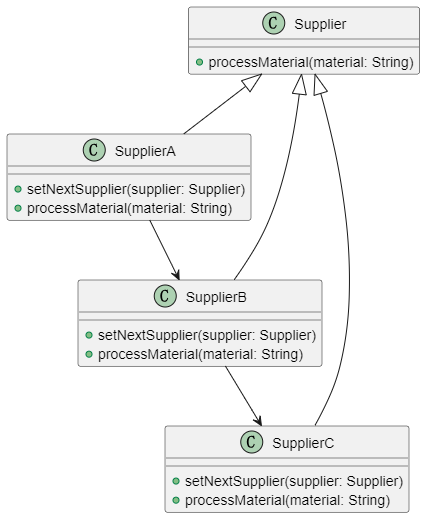 C Supplier
processMaterial(material: String)
C SupplierA
setNextSupplier(supplier: Supplier)
processMaterial(material: String)
C SupplierB
setNextSupplier(supplier: Supplier)
processMaterial(material: String)
C SupplierC
setNextSupplier(supplier: Supplier)
processMaterial(material: String)